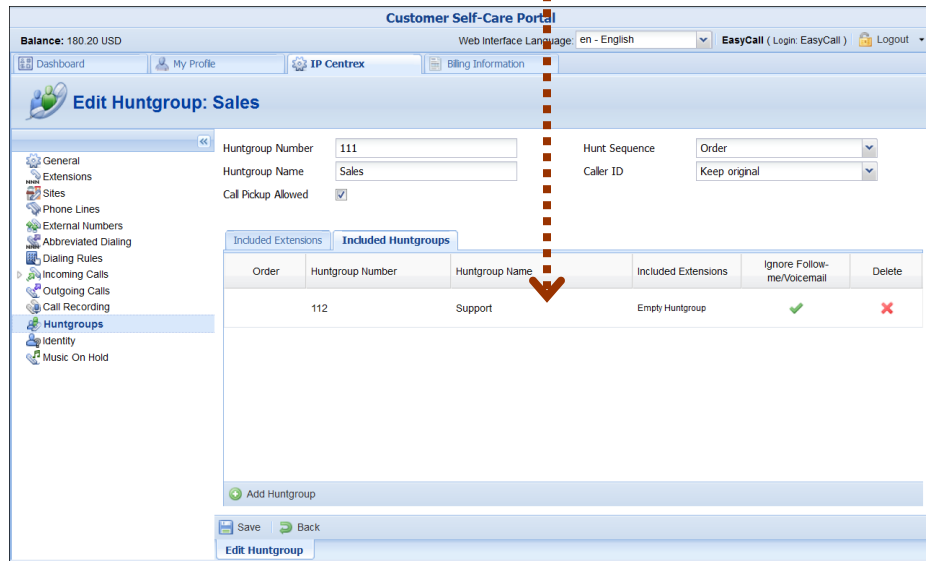 Customer Self-Care Portal
Balance: 180.20 USD
Web Interface Language: en - English
EasyCall ( Login: EasyCall )
Logout
Dashboard
My Profile
IP Centrex
Billing Information
Edit Huntgroup: Sales
General
Extensions
Sites
Phone Lines
External Numbers
Abbreviated Dialing
Dialing Rules
Incoming Calls
Outgoing Calls
Call Recording
Huntgroups
Identity
Music On Hold
Huntgroup Number 111
Hunt Sequence Order
Huntgroup Name Sales
Caller ID Keep original
Call Pickup Allowed
Included Extensions
Included Huntgroups
Order Huntgroup Number Huntgroup Name Included Extensions Ignore Follow-
me/Voicemail Delete
112 Support Empty Huntgroup
Add Huntgroup
Save
Back
Edit Huntgroup